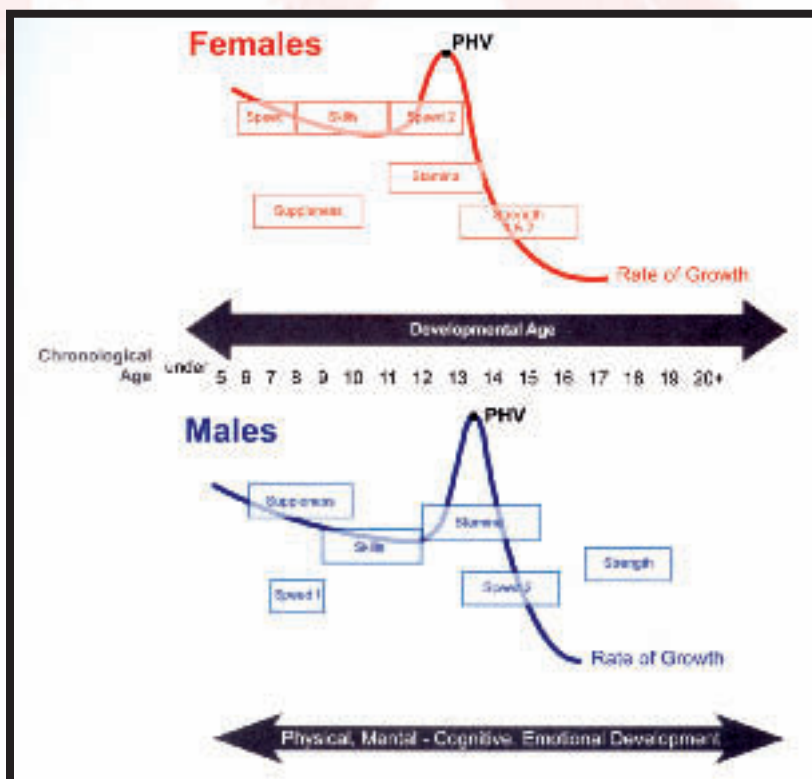 Females
PHV
Speed
Skills
Speed 2
Stamina
Suppleness
Strength
1 & 2
Rate of Growth
Developmental Age
Chronological
Age
under 5 6 7 8 9 10 11 12 13 14 15 16 17 18 19 20+
Males
PHV
Suppleness
Stamina
Skills
Strength
Speed 1
Speed 2
Rate of Growth
Physical, Mental - Cognitive, Emotional Development